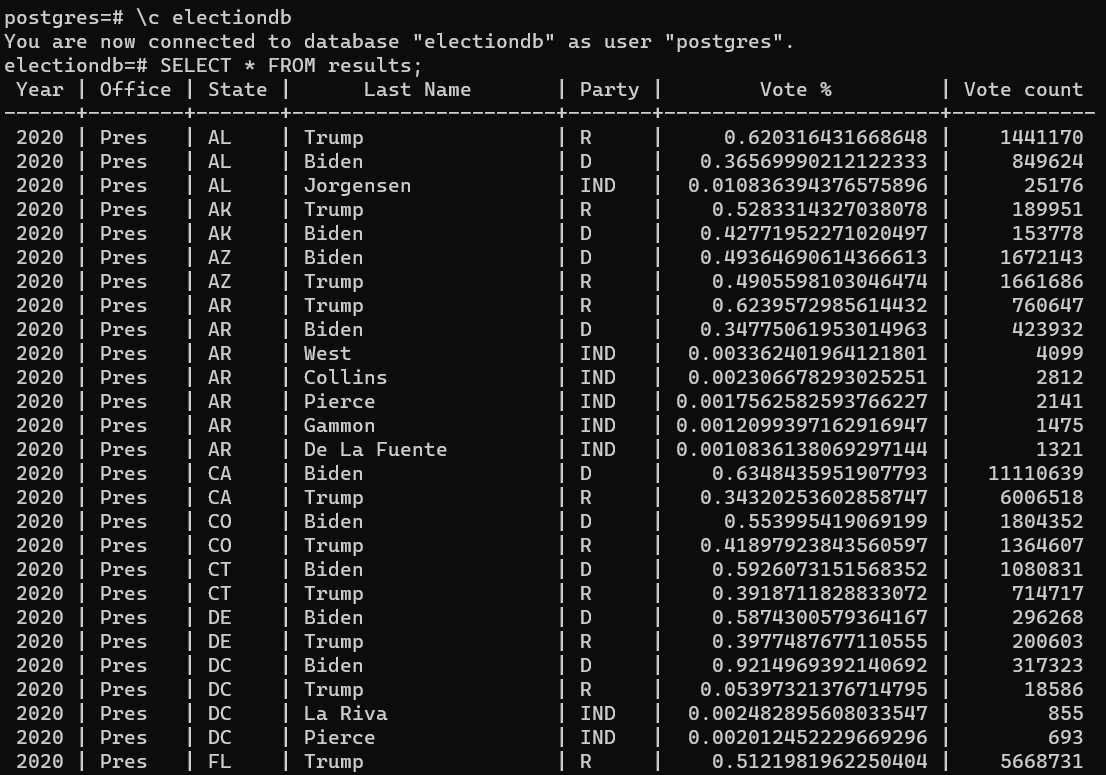 postgres=# \c electiondb
You are now connected to database "electiondb" as user "postgres".
electiondb=# SELECT * FROM results;
 Year | Office | State |      Last Name       | Party |        Vote %         | Vote count
------+--------+-------+----------------------+-------+-----------------------+------------
 2020 | Pres   | AL    | Trump                | R     |     0.620316431668648 |    1441170
 2020 | Pres   | AL    | Biden                | D     |   0.36569990212122333 |     849624
 2020 | Pres   | AL    | Jorgensen            | IND   |  0.010836394376575896 |      25176
 2020 | Pres   | AK    | Trump                | R     |    0.5283314327038078 |     189951
 2020 | Pres   | AK    | Biden                | D     |   0.42771952271020497 |     153778
 2020 | Pres   | AZ    | Biden                | D     |   0.49364690614366613 |    1672143
 2020 | Pres   | AZ    | Trump                | R     |    0.4905598103046474 |    1661686
 2020 | Pres   | AR    | Trump                | R     |    0.6239572985614432 |     760647
 2020 | Pres   | AR    | Biden                | D     |   0.34775061953014963 |     423932
 2020 | Pres   | AR    | West                 | IND   |  0.003362401964121801 |       4099
 2020 | Pres   | AR    | Collins              | IND   |  0.002306678293025251 |       2812
 2020 | Pres   | AR    | Pierce               | IND   | 0.0017562582593766227 |       2141
 2020 | Pres   | AR    | Gammon               | IND   | 0.0012099397162916947 |       1475
 2020 | Pres   | AR    | De La Fuente         | IND   | 0.0010836138069297144 |       1321
 2020 | Pres   | CA    | Biden                | D     |    0.6348435951907793 |   11110639
 2020 | Pres   | CA    | Trump                | R     |   0.34320253602858747 |    6006518
 2020 | Pres   | CO    | Biden                | D     |     0.553995419069199 |    1804352
 2020 | Pres   | CO    | Trump                | R     |   0.41897923843560597 |    1364607
 2020 | Pres   | CT    | Biden                | D     |    0.5926073151568352 |    1080831
 2020 | Pres   | CT    | Trump                | R     |    0.3918711828833072 |     714717
 2020 | Pres   | DE    | Biden                | D     |    0.5874300579364167 |     296268
 2020 | Pres   | DE    | Trump                | R     |    0.3977487677110555 |     200603
 2020 | Pres   | DC    | Biden                | D     |    0.9214969392140692 |     317323
 2020 | Pres   | DC    | Trump                | R     |   0.05397321376714795 |      18586
 2020 | Pres   | DC    | La Riva              | IND   |  0.002482895608033547 |        855
 2020 | Pres   | DC    | Pierce               | IND   |  0.002012452229669296 |        693
 2020 | Pres   | FL    | Trump                | R     |    0.5121981962250404 |    5668731